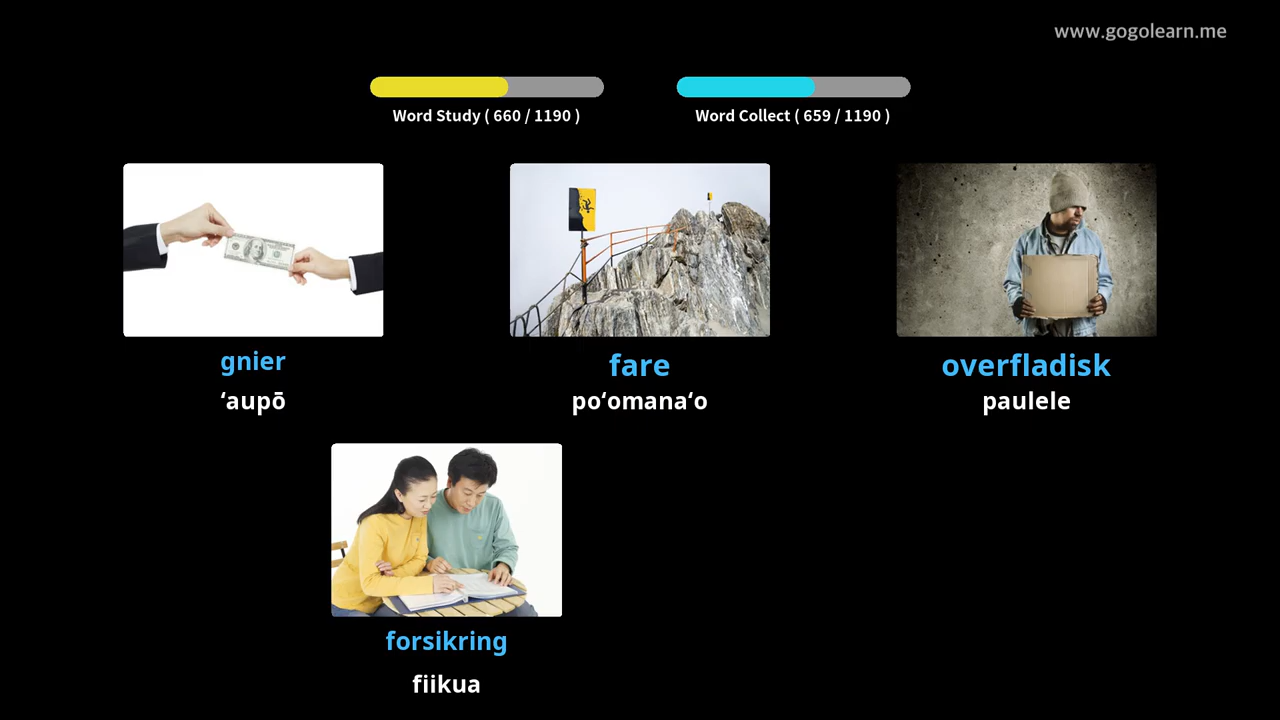 www.gogolearn.me
Word Study ( 660 / 1190 )
Word Collect ( 659 / 1190 )
gnier
ʻaupō
fare
poʻomanaʻo
overfladisk
paulele
forsikring
fiikua